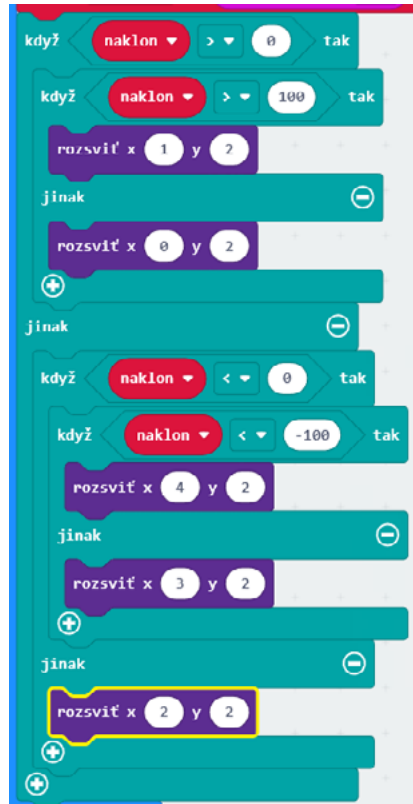 když naklon > 0 tak
když naklon > 100 tak
rozsviť x 1 y 2
jinak
rozsviť x 0 y 2
jinak
když naklon < 0 tak
když naklon < -100 tak
rozsviť x 4 y 2
jinak
rozsviť x 3 y 2
jinak
rozsviť x 2 y 2